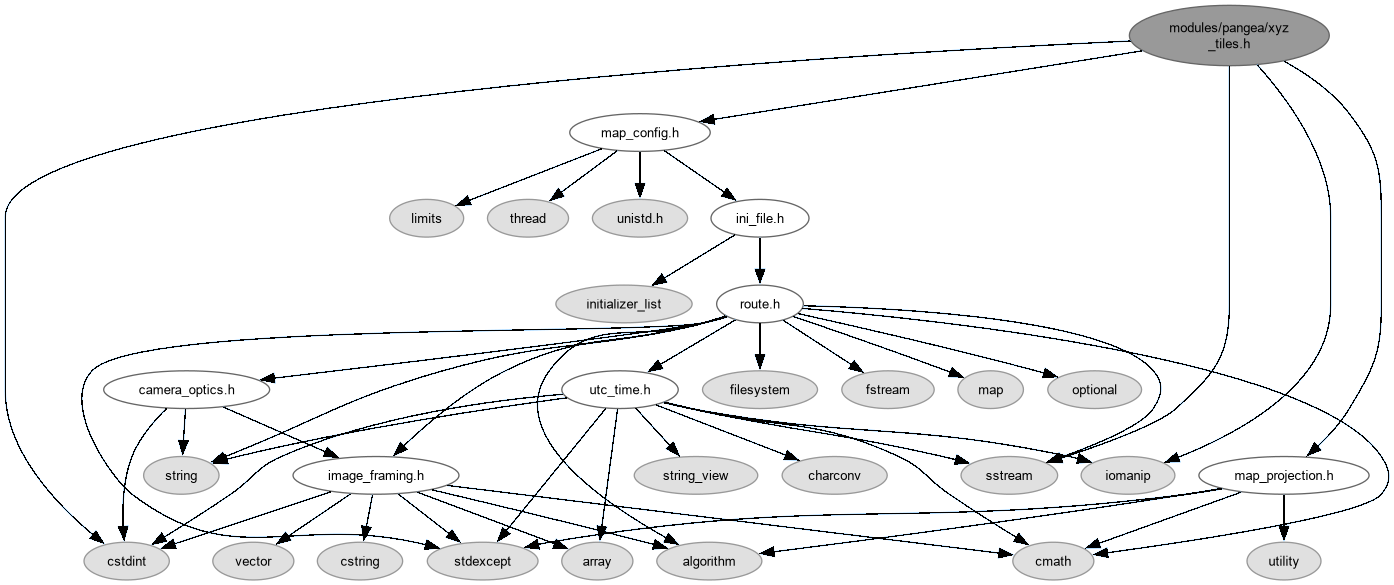 modules/pangea/xyz
_tiles.h
map_config.h
limits
thread
unistd.h
ini_file.h
initializer_list
route.h
camera_optics.h
utc_time.h
filesystem
fstream
map
optional
string
image_framing.h
string_view
charconv
sstream
iomanip
map_projection.h
cstdint
vector
cstring
stdexcept
array
algorithm
cmath
utility